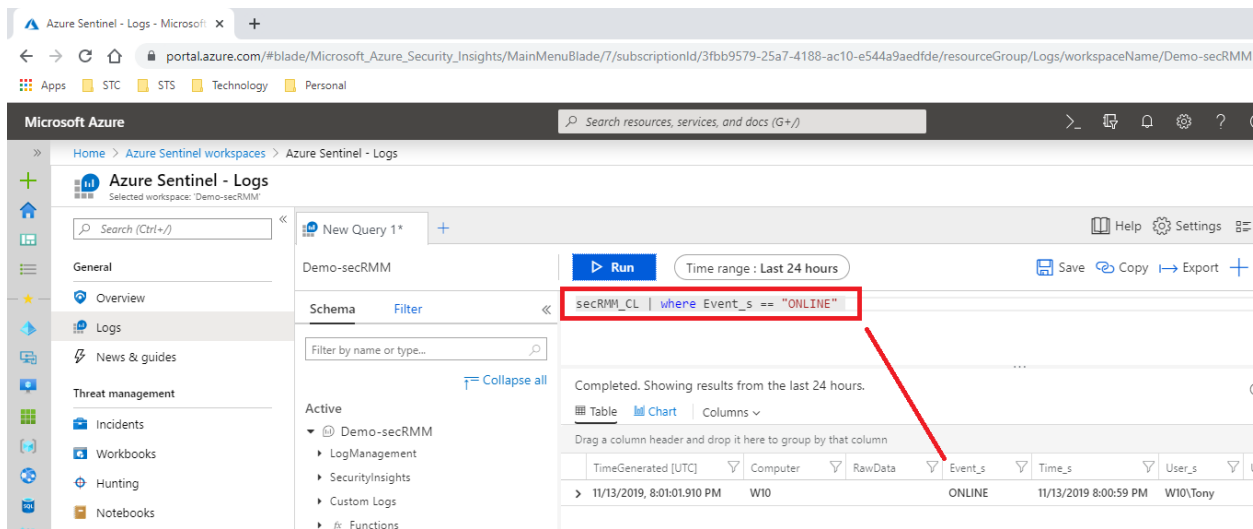 Azure Sentinel - Logs - Microsoft
portal.azure.com/#blade/Microsoft_Azure_Security_Insights/MainMenuBlade/7/subscriptionId/3fbb9579-25a7-4188-ac10-e544a9aedfde/resourceGroup/Logs/workspaceName/Demo-secRMM
Apps STC STS Technology Personal
Microsoft Azure
Search resources, services, and docs (G+/)
Home > Azure Sentinel workspaces > Azure Sentinel - Logs
Azure Sentinel - Logs
Selected workspace: 'Demo-secRMM'
Search (Ctrl+/)
General
Overview
Logs
News & guides
Threat management
Incidents
Workbooks
Hunting
Notebooks
New Query 1*
Help Settings
Demo-secRMM
Run
Time range : Last 24 hours
Save Copy Export
Schema Filter
Filter by name or type...
Collapse all
Active
Demo-secRMM
LogManagement
SecurityInsights
Custom Logs
fx Functions
secRMM_CL | where Event_s == "ONLINE"
Completed. Showing results from the last 24 hours.
Table Chart Columns
Drag a column header and drop it here to group by that column
TimeGenerated [UTC] Computer RawData Event_s Time_s User_s
11/13/2019, 8:01:01.910 PM W10 ONLINE 11/13/2019 8:00:59 PM W10\Tony